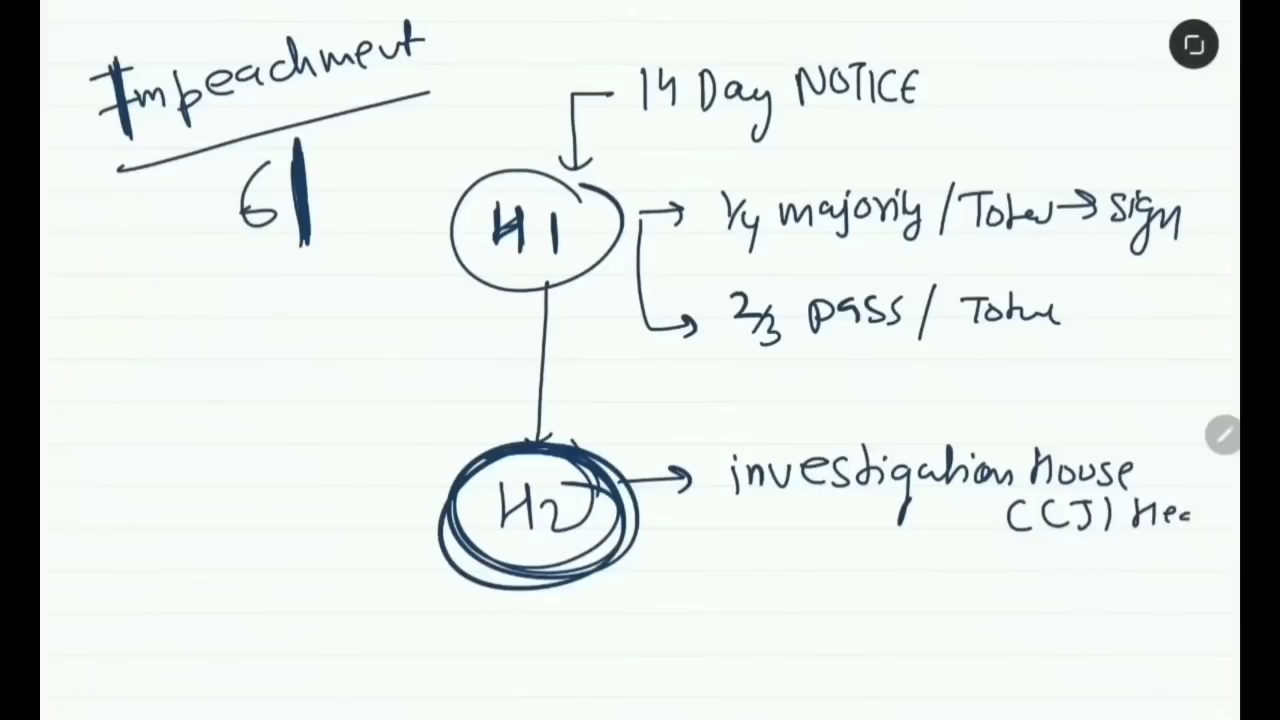 Impeachment
61
14 Day NOTICE
H1
1/4 majority / Total → sign
2/3 pass / Total
H2
investigation House
(CJ) Hea